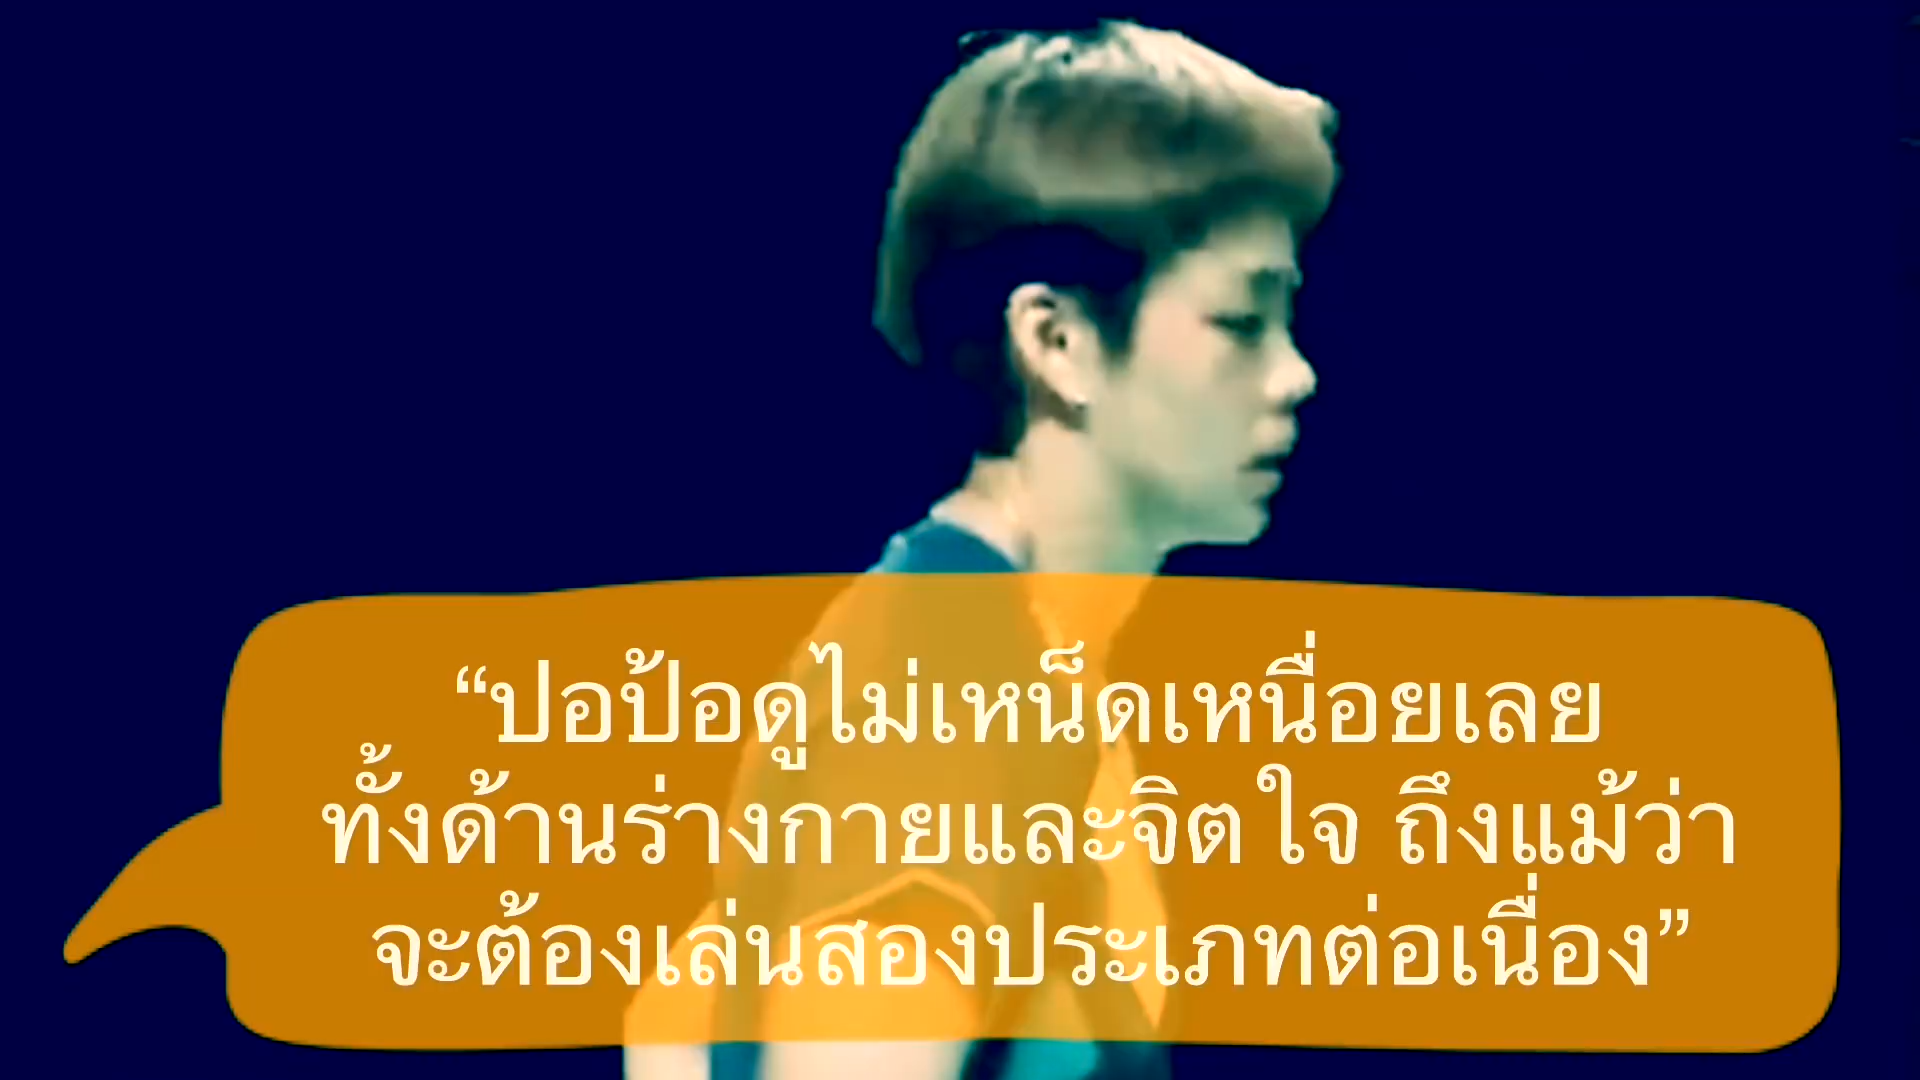 “ปอป้อดูไม่เหน็ดเหนื่อยเลย
ทั้งด้านร่างกายและจิตใจ ถึงแม้ว่า
จะต้องเล่นสองประเภทต่อเนื่อง”